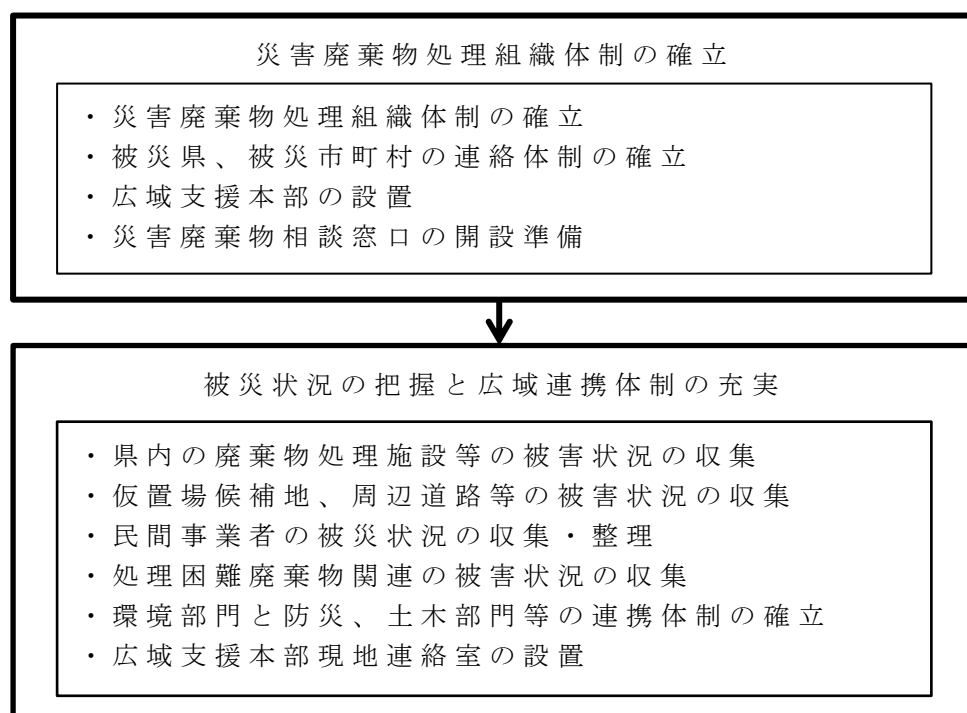 災害廃棄物処理組織体制の確立
・災害廃棄物処理組織体制の確立
・被災県、被災市町村の連絡体制の確立
・広域支援本部の設置
・災害廃棄物相談窓口の開設準備
被災状況の把握と広域連携体制の充実
・県内の廃棄物処理施設等の被害状況の収集
・仮置場候補地、周辺道路等の被害状況の収集
・民間事業者の被災状況の収集・整理
・処理困難廃棄物関連の被害状況の収集
・環境部門と防災、土木部門等の連携体制の確立
・広域支援本部現地連絡室の設置